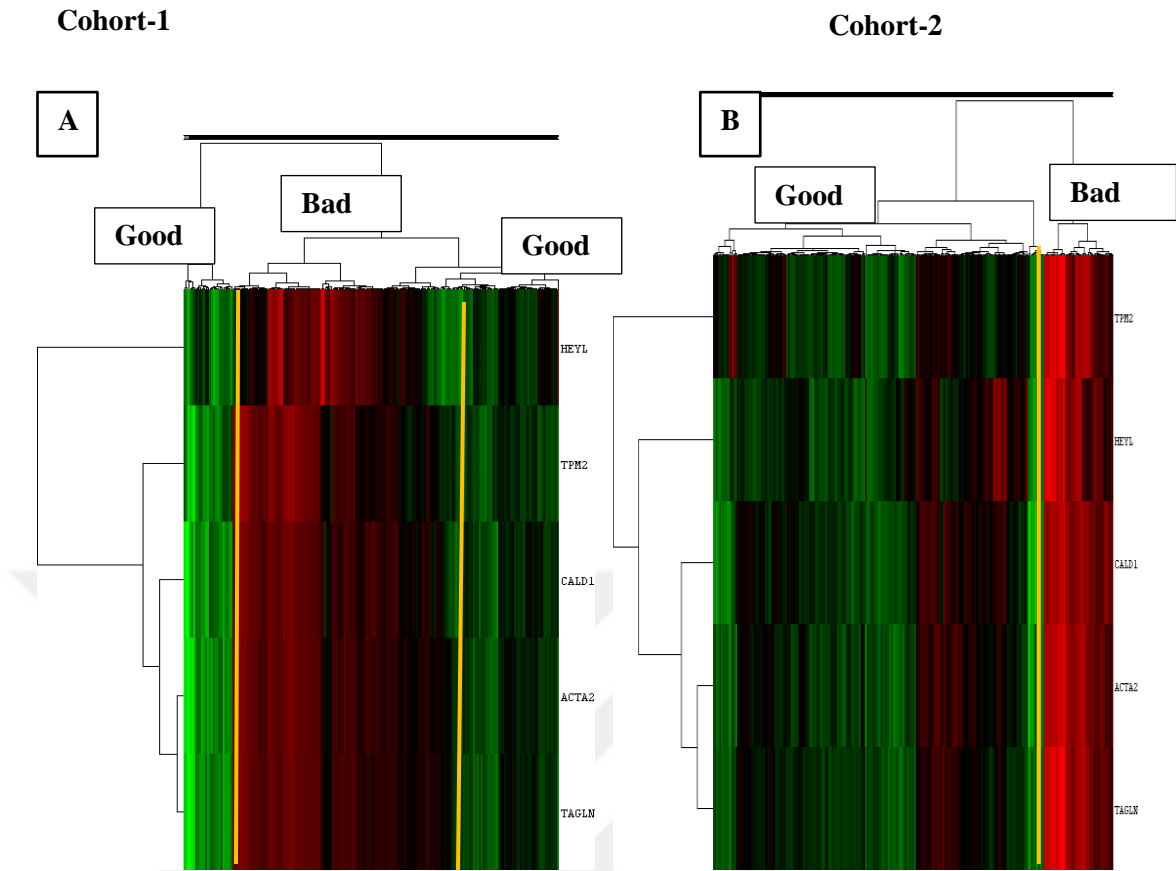 Cohort-1
Cohort-2
A
Good
Bad
Good
HEYL
TPM2
CALD1
ACTA2
TAGLN
B
Good
Bad
TPM2
HEYL
CALD1
ACTA2
TAGLN